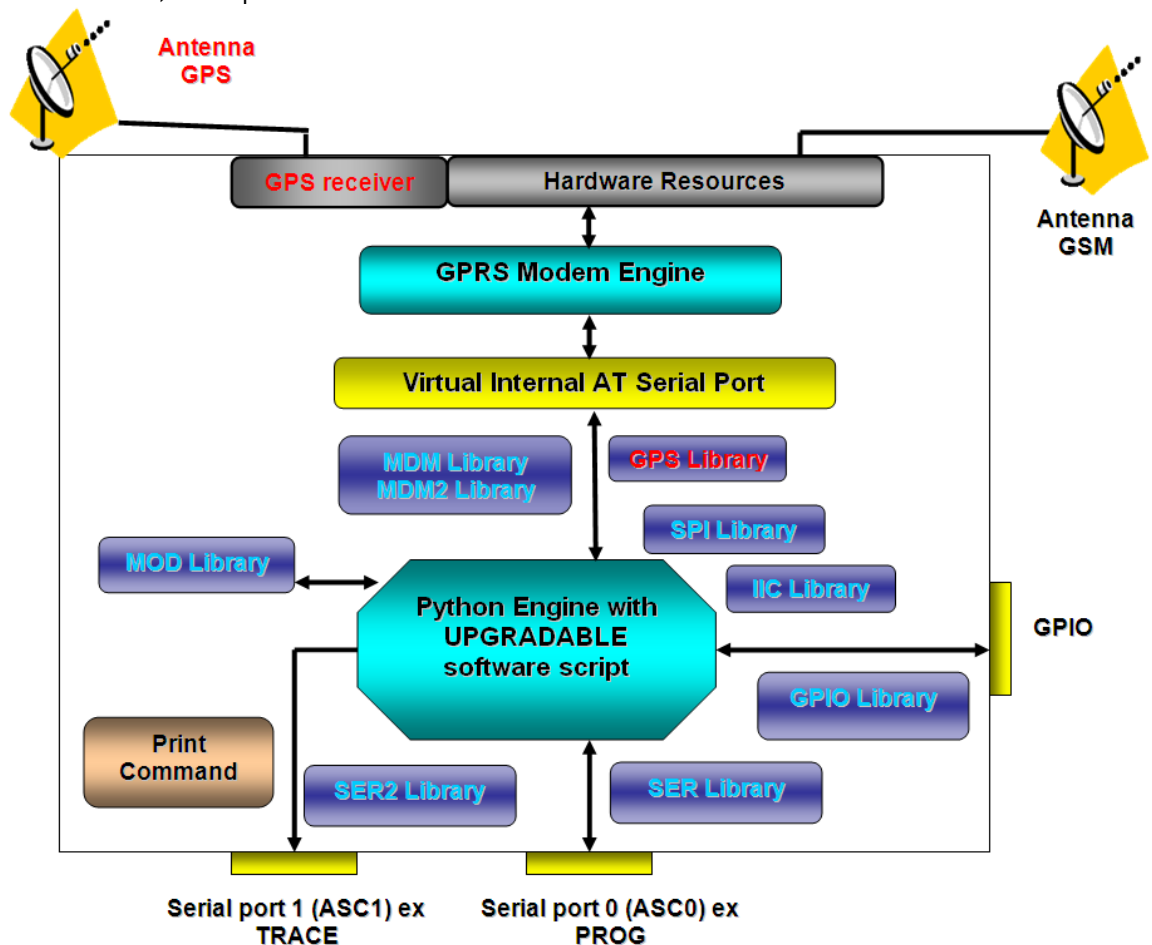 Antenna
GPS
GPS receiver
Hardware Resources
Antenna
GSM
GPRS Modem Engine
Virtual Internal AT Serial Port
MDM Library
MDM2 Library
GPS Library
SPI Library
MOD Library
IIC Library
Python Engine with
UPGRADABLE
software script
GPIO
GPIO Library
Print
Command
SER2 Library
SER Library
Serial port 1 (ASC1) ex
TRACE
Serial port 0 (ASC0) ex
PROG